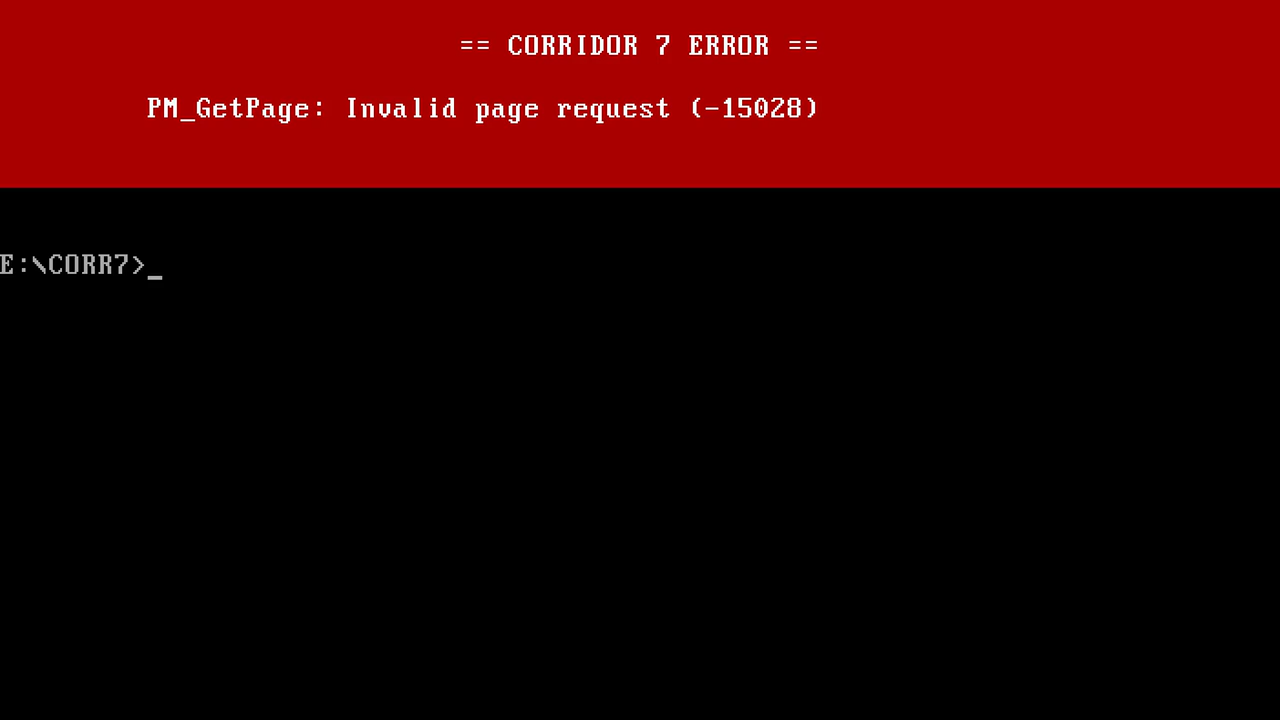 == CORRIDOR 7 ERROR ==
PM_GetPage: Invalid page request (-15028)
E:\CORR7>_